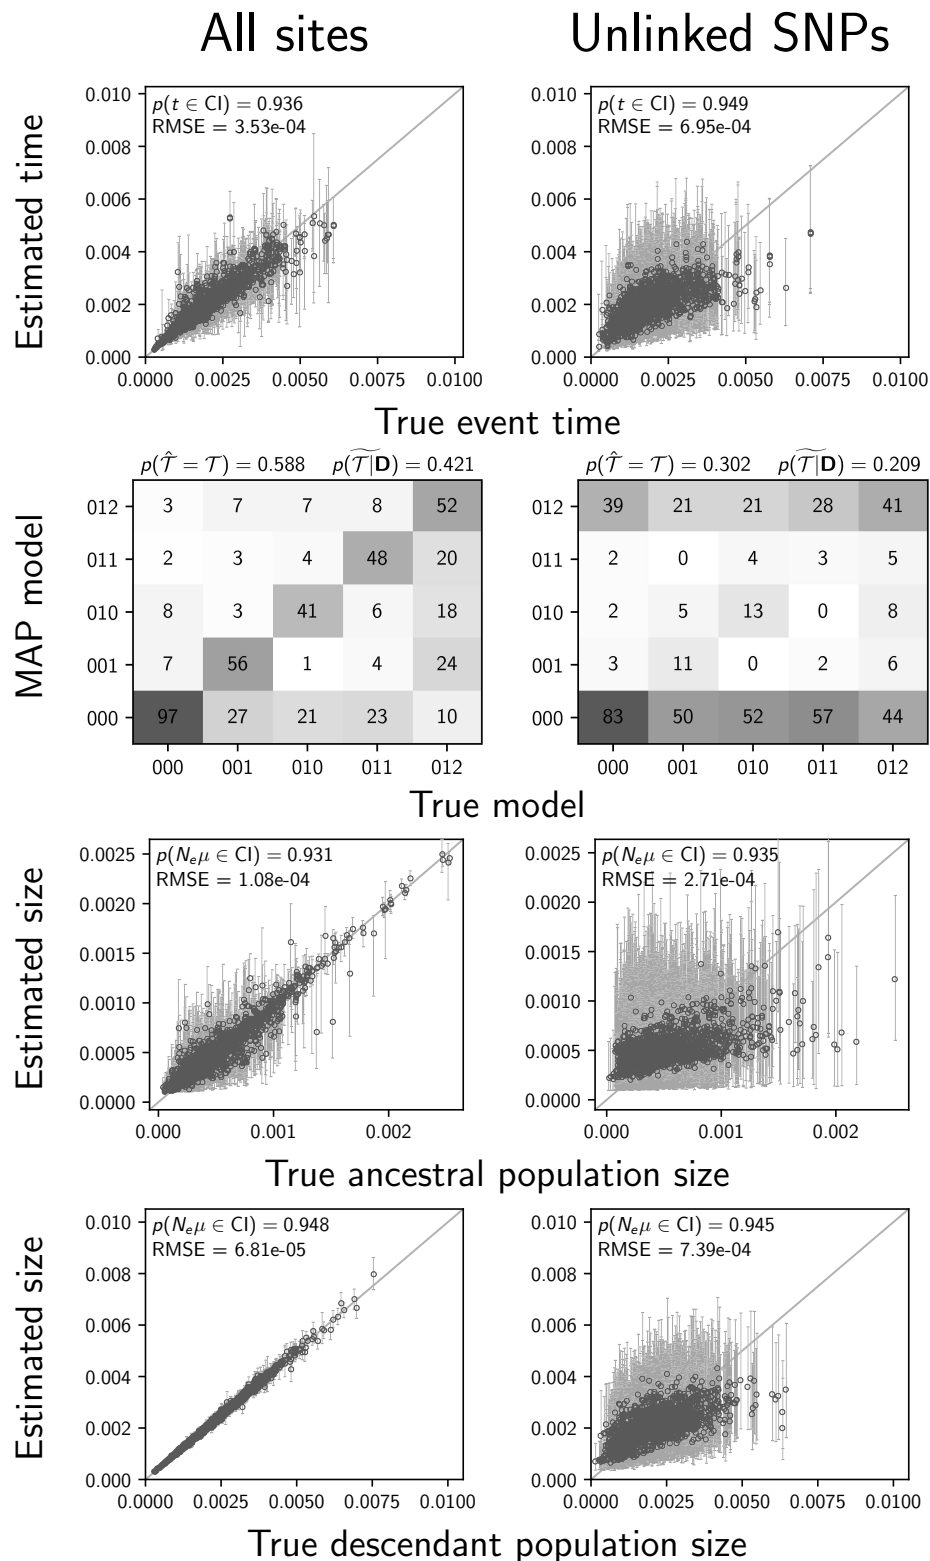 All sites
Unlinked SNPs
Estimated time
0.010
0.008
0.006
0.004
0.002
0.000
p(t ∈ CI) = 0.936
RMSE = 3.53e-04
0.0000 0.0025 0.0050 0.0075 0.0100
0.010
0.008
0.006
0.004
0.002
0.000
p(t ∈ CI) = 0.949
RMSE = 6.95e-04
0.0000 0.0025 0.0050 0.0075 0.0100
True event time
MAP model
p(𝒯̂ = 𝒯) = 0.588 p(𝒯|D)͠ = 0.421
012 3 7 7 8 52
011 2 3 4 48 20
010 8 3 41 6 18
001 7 56 1 4 24
000 97 27 21 23 10
000 001 010 011 012
p(𝒯̂ = 𝒯) = 0.302 p(𝒯|D)͠ = 0.209
012 39 21 21 28 41
011 2 0 4 3 5
010 2 5 13 0 8
001 3 11 0 2 6
000 83 50 52 57 44
000 001 010 011 012
True model
Estimated size
0.0025
0.0020
0.0015
0.0010
0.0005
0.0000
p(Nₑμ ∈ CI) = 0.931
RMSE = 1.08e-04
0.000 0.001 0.002
0.0025
0.0020
0.0015
0.0010
0.0005
0.0000
p(Nₑμ ∈ CI) = 0.935
RMSE = 2.71e-04
0.000 0.001 0.002
True ancestral population size
Estimated size
0.010
0.008
0.006
0.004
0.002
0.000
p(Nₑμ ∈ CI) = 0.948
RMSE = 6.81e-05
0.0000 0.0025 0.0050 0.0075 0.0100
0.010
0.008
0.006
0.004
0.002
0.000
p(Nₑμ ∈ CI) = 0.945
RMSE = 7.39e-04
0.0000 0.0025 0.0050 0.0075 0.0100
True descendant population size